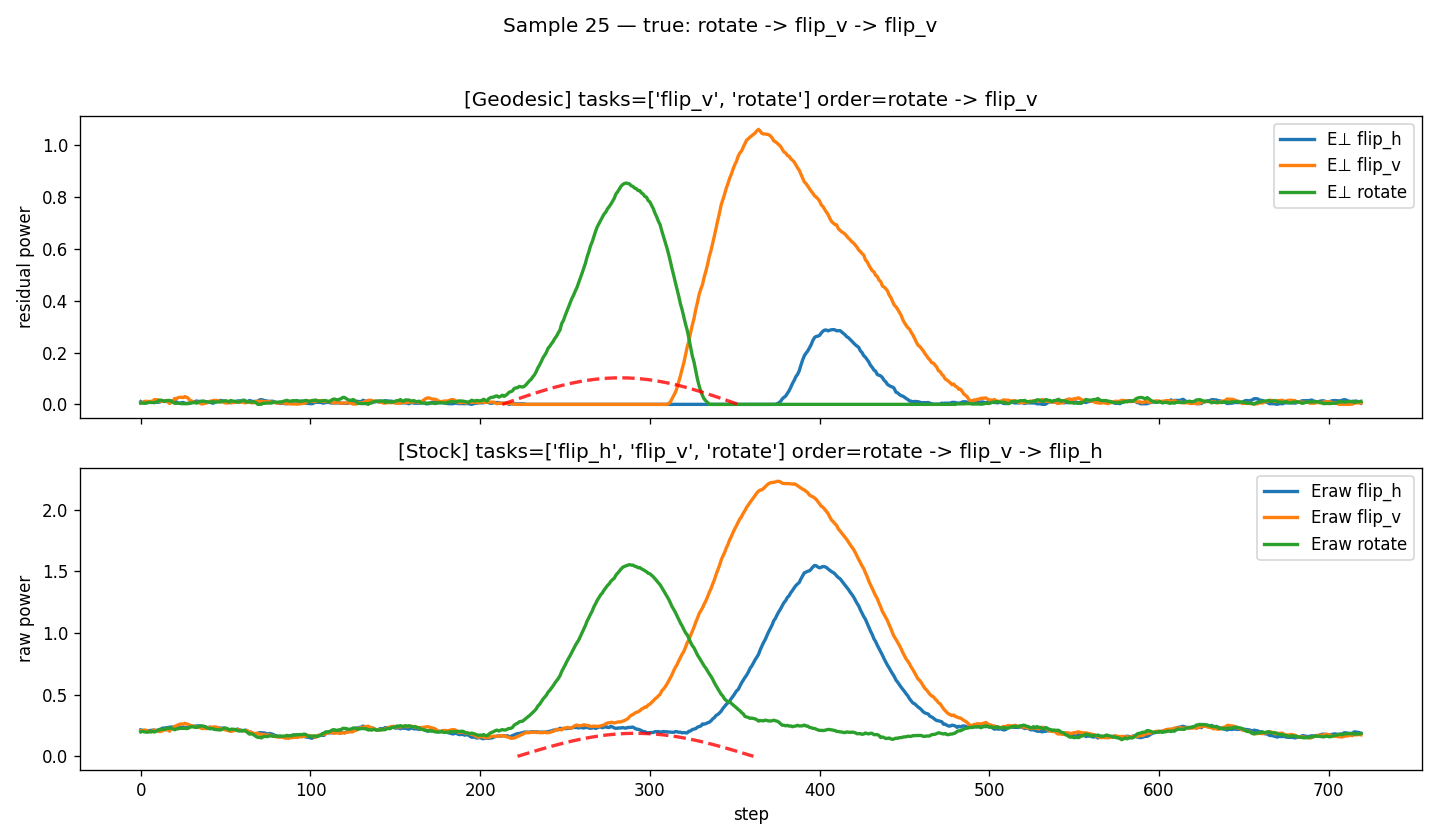 Sample 25 — true: rotate -> flip_v -> flip_v
[Geodesic] tasks=['flip_v', 'rotate'] order=rotate -> flip_v
residual power
1.0
0.8
0.6
0.4
0.2
0.0
E⊥ flip_h
E⊥ flip_v
E⊥ rotate
[Stock] tasks=['flip_h', 'flip_v', 'rotate'] order=rotate -> flip_v -> flip_h
raw power
2.0
1.5
1.0
0.5
0.0
Eraw flip_h
Eraw flip_v
Eraw rotate
0 100 200 300 400 500 600 700
step